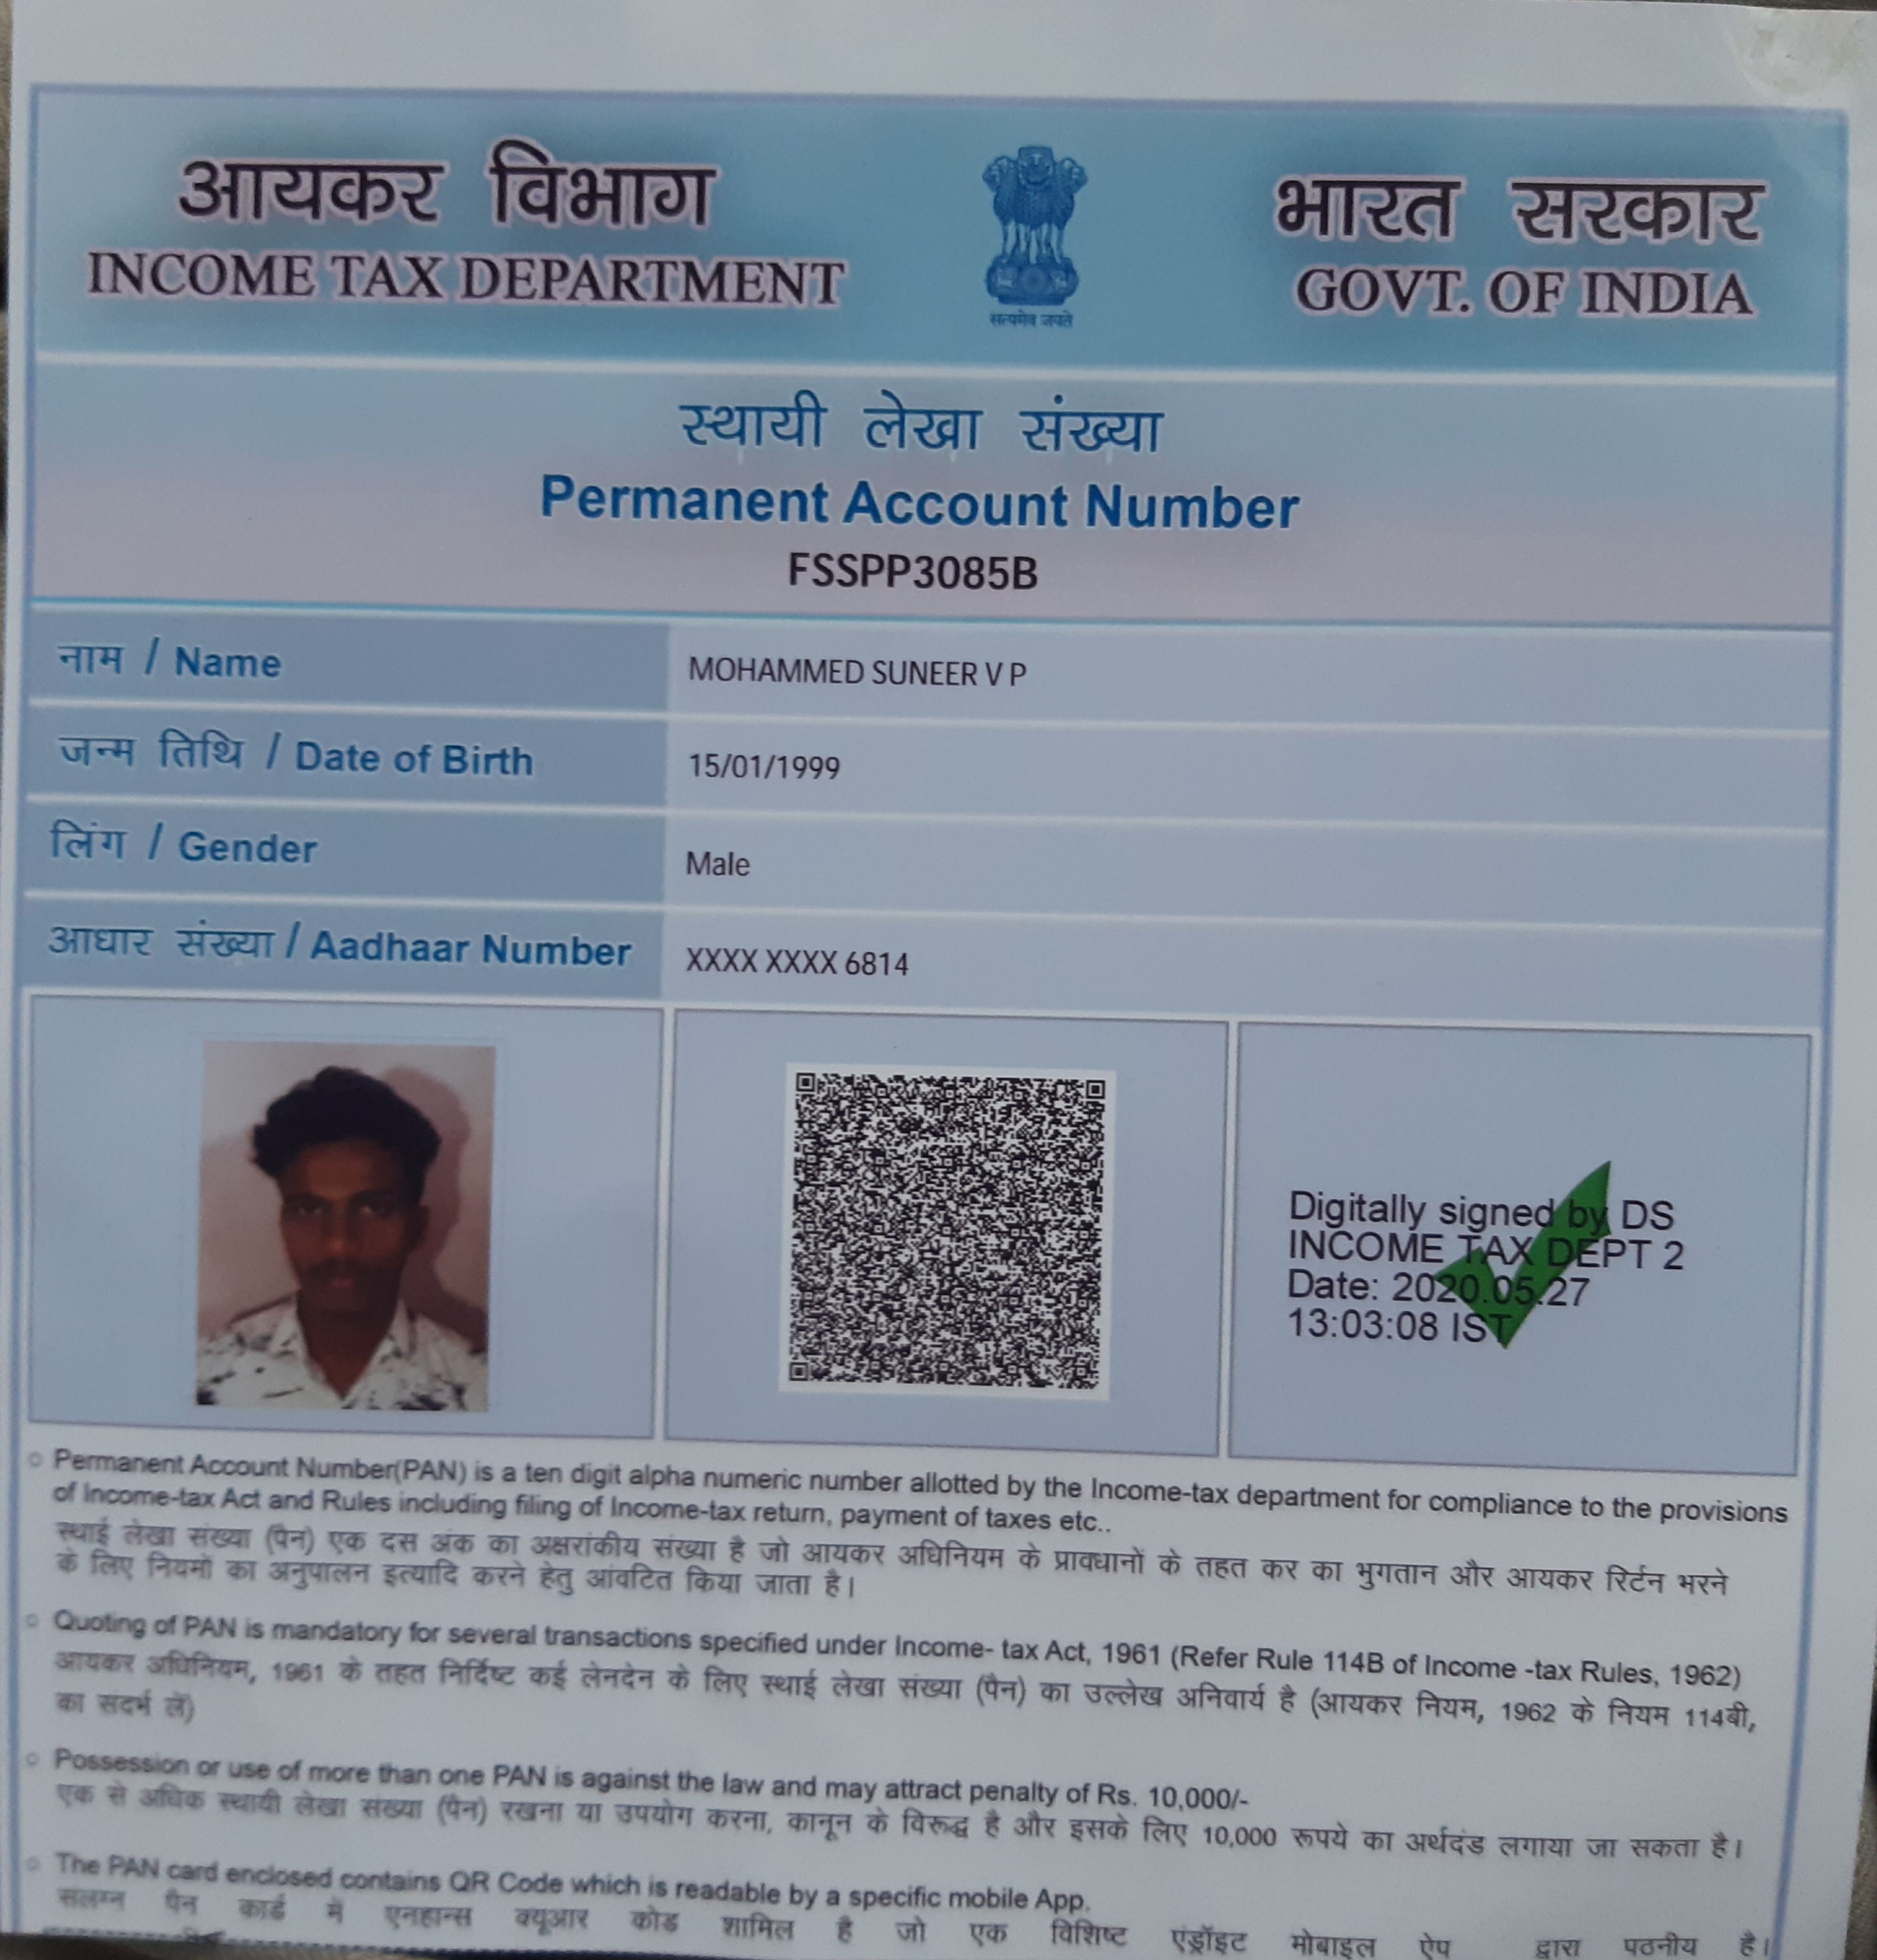 आयकर विभाग
INCOME TAX DEPARTMENT
सत्यमेव जयते
भारत सरकार
GOVT. OF INDIA
स्थायी लेखा संख्या
Permanent Account Number
FSSPP3085B
नाम / Name
MOHAMMED SUNEER V P
जन्म तिथि / Date of Birth
15/01/1999
लिंग / Gender
Male
आधार संख्या / Aadhaar Number
XXXX XXXX 6814
Digitally signed by DS
INCOME TAX DEPT 2
Date: 2020.05.27
13:03:08 IST
Permanent Account Number(PAN) is a ten digit alpha numeric number allotted by the Income-tax department for compliance to the provisions
of Income-tax Act and Rules including filing of Income-tax return, payment of taxes etc..
स्थाई लेखा संख्या (पैन) एक दस अंक का अक्षरांकीय संख्या है जो आयकर अधिनियम के प्रावधानों के तहत कर का भुगतान और आयकर रिर्टन भरने
के लिए नियमों का अनुपालन इत्यादि करने हेतु आंवटित किया जाता है।
Quoting of PAN is mandatory for several transactions specified under Income- tax Act, 1961 (Refer Rule 114B of Income -tax Rules, 1962)
आयकर अधिनियम, 1961 के तहत निर्दिष्ट कई लेनदेन के लिए स्थाई लेखा संख्या (पैन) का उल्लेख अनिवार्य है (आयकर नियम, 1962 के नियम 114बी,
का संदर्भ लें)
Possession or use of more than one PAN is against the law and may attract penalty of Rs. 10,000/-
एक से अधिक स्थायी लेखा संख्या (पैन) रखना या उपयोग करना, कानून के विरूद्ध है और इसके लिए 10,000 रूपये का अर्थदंड लगाया जा सकता है।
The PAN card enclosed contains QR Code which is readable by a specific mobile App.
संलग्न पैन कार्ड में एनहान्स क्यूआर कोड शामिल है जो एक विशिष्ट एंड्रॉइट मोबाइल ऐप द्वारा पठनीय है।